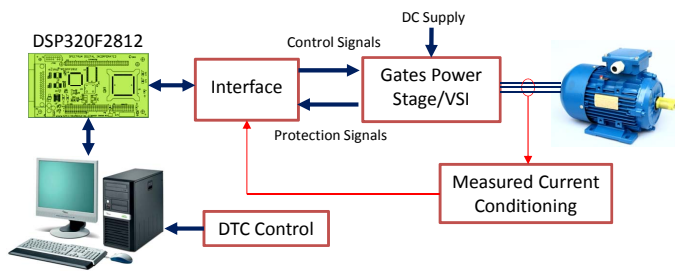 DC Supply
DSP320F2812
Control Signals
Interface
Gates Power
Stage/VSI
Protection Signals
Measured Current
Conditioning
DTC Control